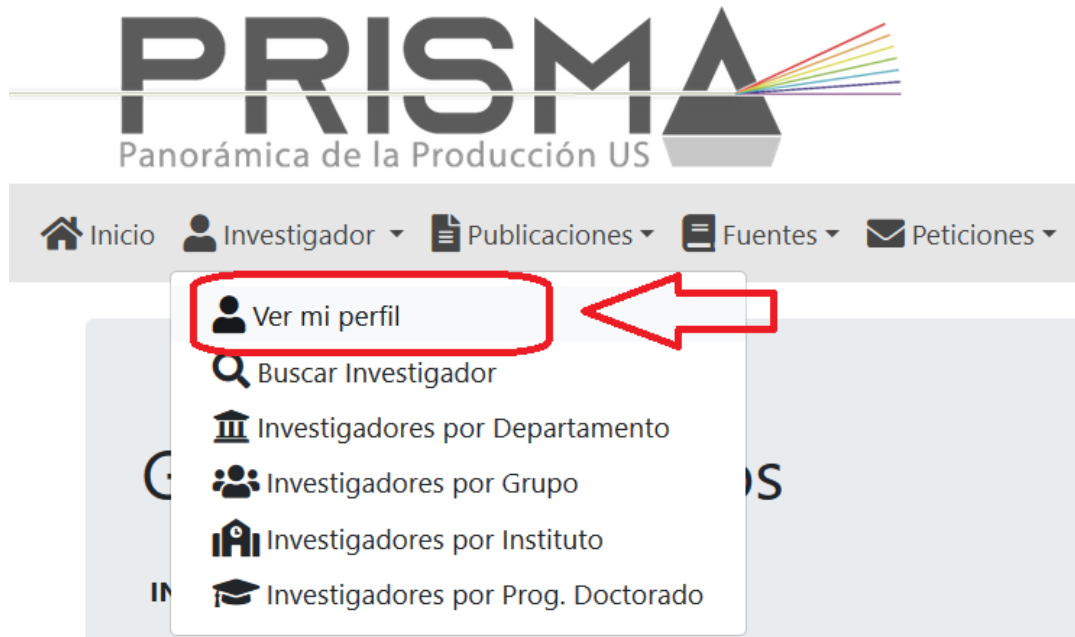 PRISMA
Panorámica de la Producción US
Inicio Investigador Publicaciones Fuentes Peticiones
Ver mi perfil
Buscar Investigador
Investigadores por Departamento
Investigadores por Grupo
Investigadores por Instituto
Investigadores por Prog. Doctorado